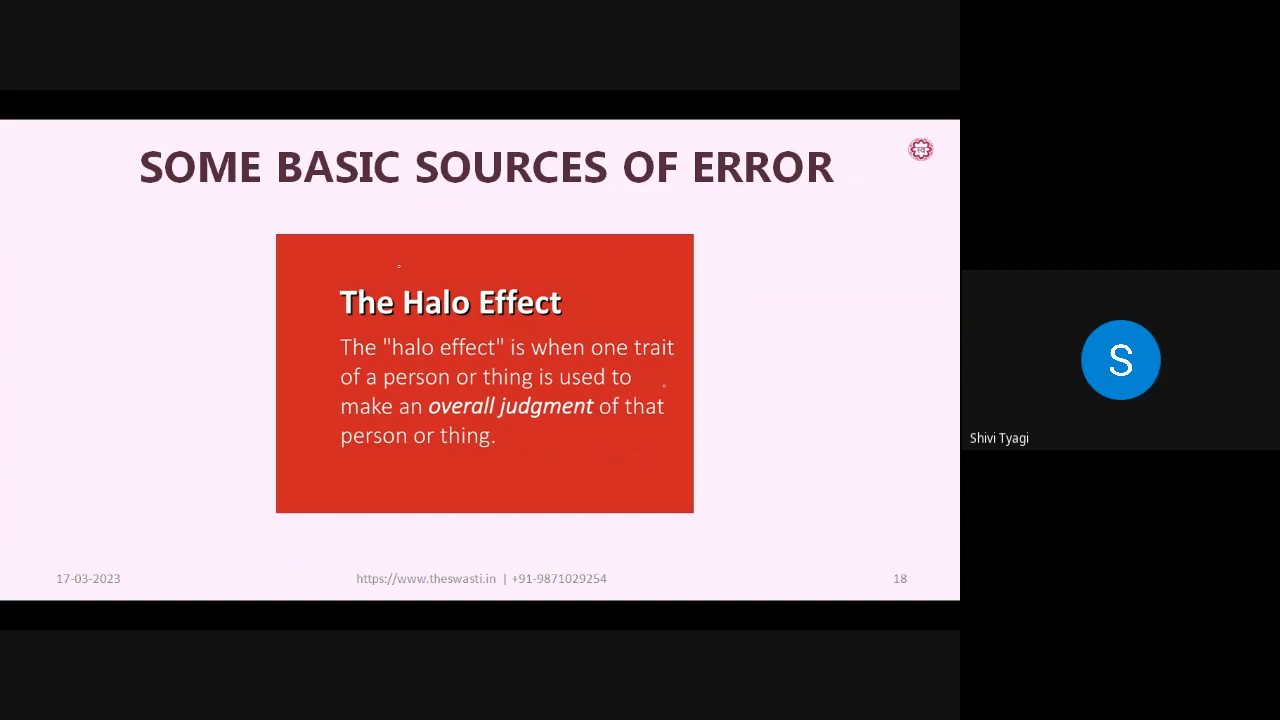 SOME BASIC SOURCES OF ERROR
The Halo Effect
The "halo effect" is when one trait
of a person or thing is used to
make an overall judgment of that
person or thing.
17-03-2023
https://www.theswasti.in | +91-9871029254
18
S
Shivi Tyagi